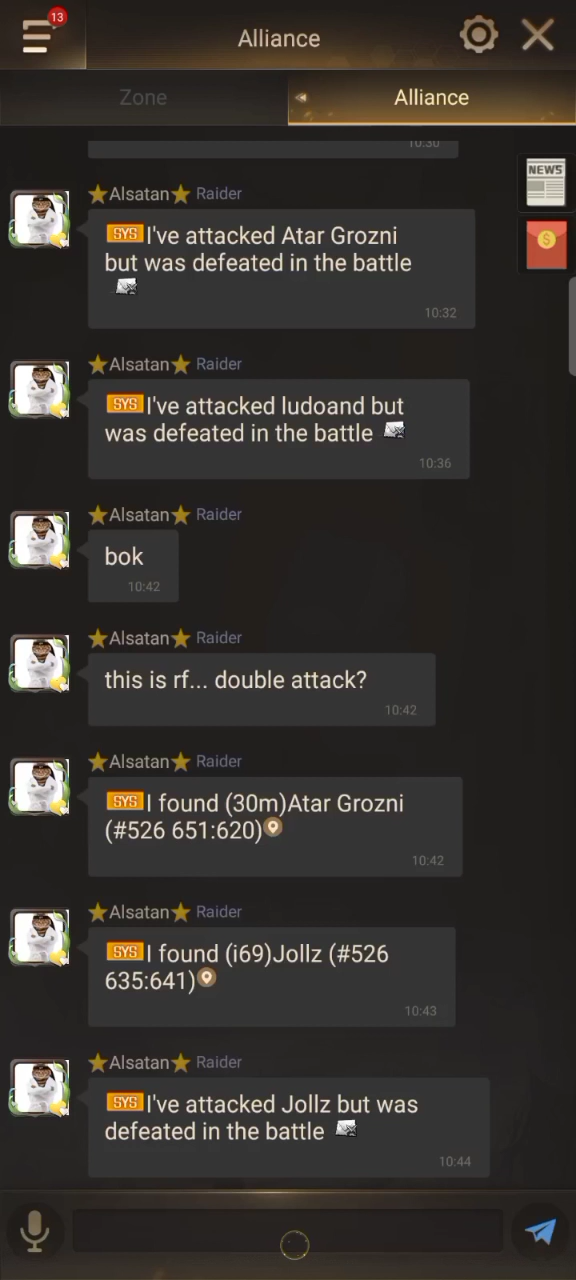 13
Alliance
Zone
Alliance
10:30
NEWS
⭐Alsatan⭐ Raider
SYS I've attacked Atar Grozni
but was defeated in the battle
10:32
⭐Alsatan⭐ Raider
SYS I've attacked ludoand but
was defeated in the battle
10:36
⭐Alsatan⭐ Raider
bok
10:42
⭐Alsatan⭐ Raider
this is rf... double attack?
10:42
⭐Alsatan⭐ Raider
SYS I found (30m)Atar Grozni
(#526 651:620)
10:42
⭐Alsatan⭐ Raider
SYS I found (i69)Jollz (#526
635:641)
10:43
⭐Alsatan⭐ Raider
SYS I've attacked Jollz but was
defeated in the battle
10:44